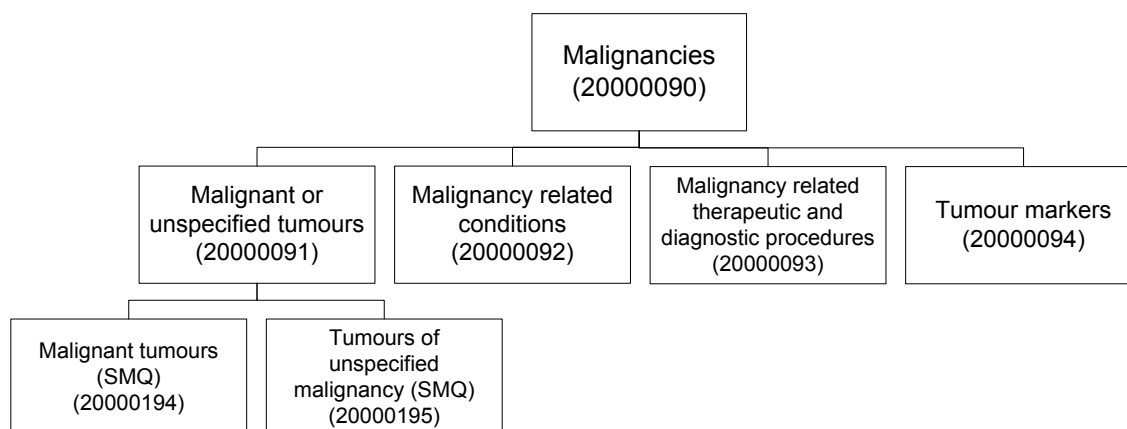 Malignancies
(20000090)
Malignant or
unspecified tumours
(20000091)
Malignancy related
conditions
(20000092)
Malignancy related
therapeutic and
diagnostic procedures
(20000093)
Tumour markers
(20000094)
Malignant tumours
(SMQ)
(20000194)
Tumours of
unspecified
malignancy (SMQ)
(20000195)